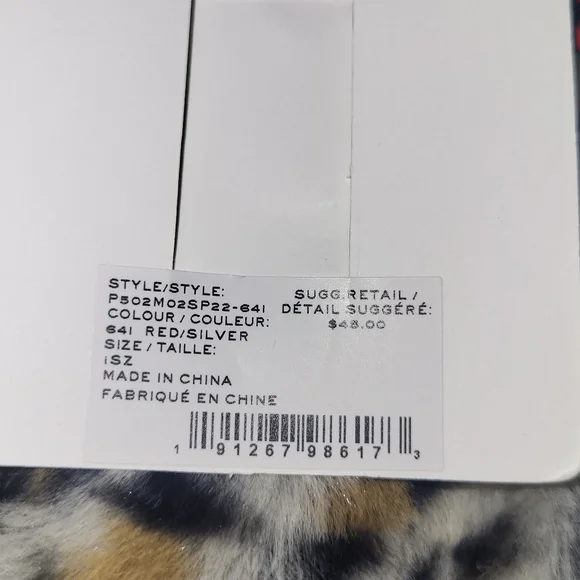 STYLE/STYLE:
P502M02SP22-641
COLOUR / COULEUR:
641 RED/SILVER
SIZE / TAILLE:
1SZ
MADE IN CHINA
FABRIQUÉ EN CHINE
SUGG.RETAIL /
DÉTAIL SUGGÉRÉ:
$48.00
1 91267 98617 3